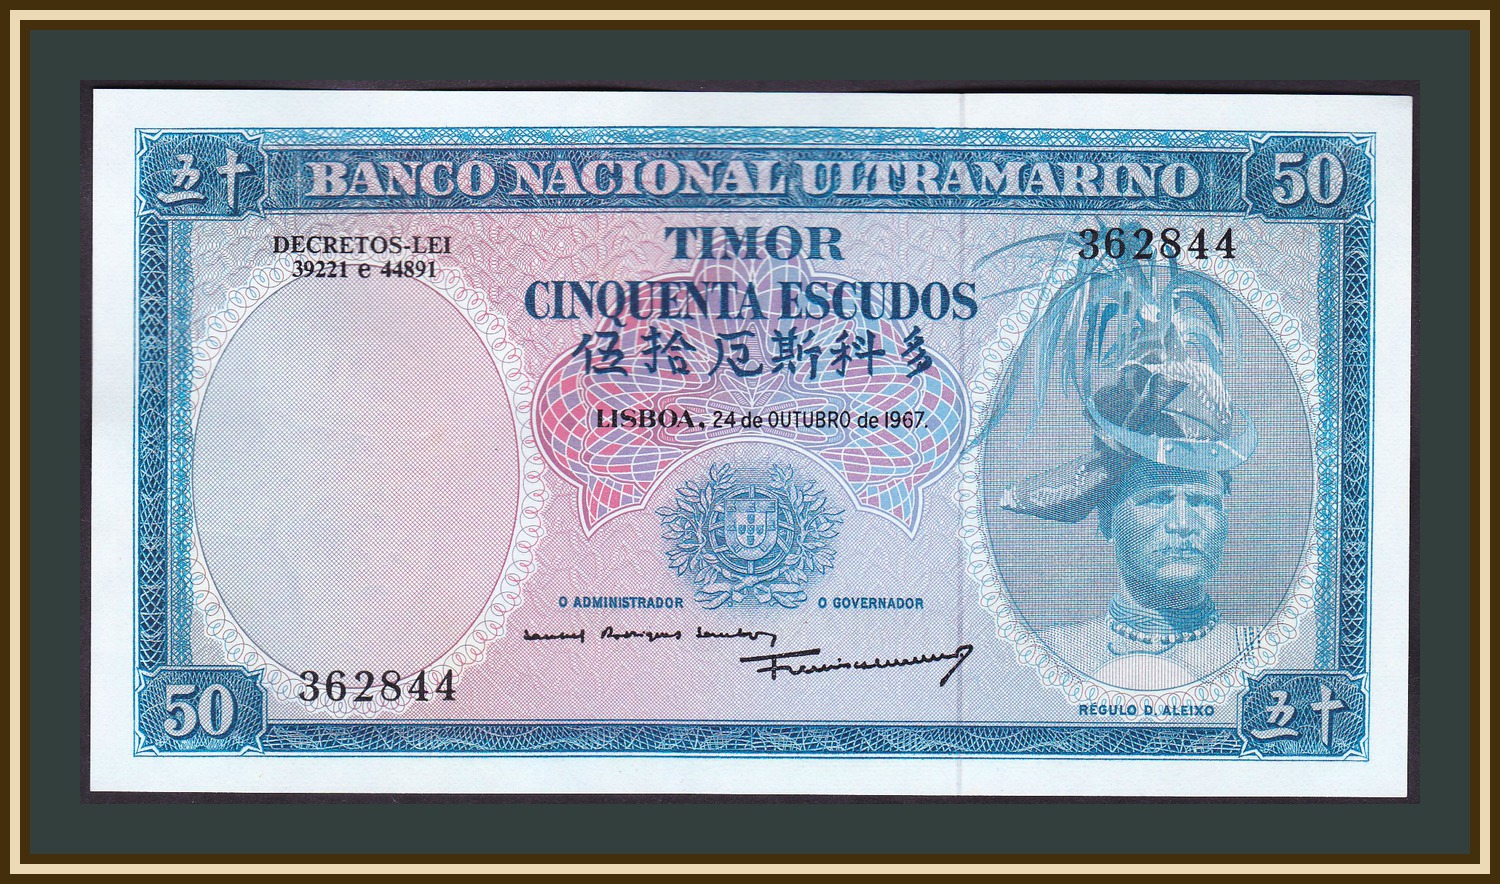 五十
BANCO NACIONAL ULTRAMARINO
50
DECRETOS-LEI
39221 e 44891
TIMOR
362844
CINQUENTA ESCUDOS
伍拾厄斯科多
LISBOA, 24 de OUTUBRO de 1967.
O ADMINISTRADOR
O GOVERNADOR
362844
RÉGULO D. ALEIXO
50
五十